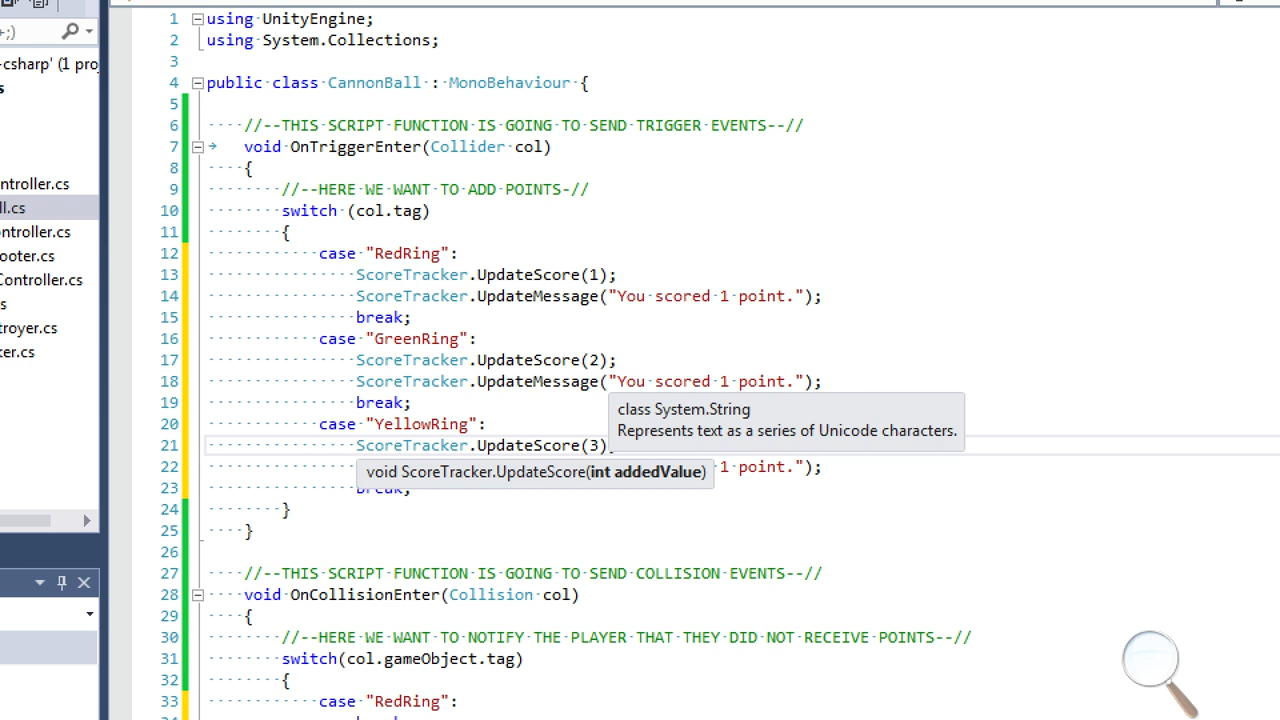 +;)
-csharp' (1 proj
s
ntroller.cs
ll.cs
ontroller.cs
ooter.cs
Controller.cs
s
troyer.cs
ter.cs
1 using UnityEngine;
2 using System.Collections;
3
4 public class CannonBall : MonoBehaviour {
5
6 //--THIS SCRIPT FUNCTION IS GOING TO SEND TRIGGER EVENTS--//
7 void OnTriggerEnter(Collider col)
8 {
9 //--HERE WE WANT TO ADD POINTS-//
10 switch (col.tag)
11 {
12 case "RedRing":
13 ScoreTracker.UpdateScore(1);
14 ScoreTracker.UpdateMessage("You scored 1 point.");
15 break;
16 case "GreenRing":
17 ScoreTracker.UpdateScore(2);
18 ScoreTracker.UpdateMessage("You scored 1 point.");
19 break;
class System.String
Represents text as a series of Unicode characters.
20 case "YellowRing":
21 ScoreTracker.UpdateScore(3);
void ScoreTracker.UpdateScore(int addedValue)
22 1 point.");
23 break;
24 }
25 }
26
27 //--THIS SCRIPT FUNCTION IS GOING TO SEND COLLISION EVENTS--//
28 void OnCollisionEnter(Collision col)
29 {
30 //--HERE WE WANT TO NOTIFY THE PLAYER THAT THEY DID NOT RECEIVE POINTS--//
31 switch(col.gameObject.tag)
32 {
33 case "RedRing":